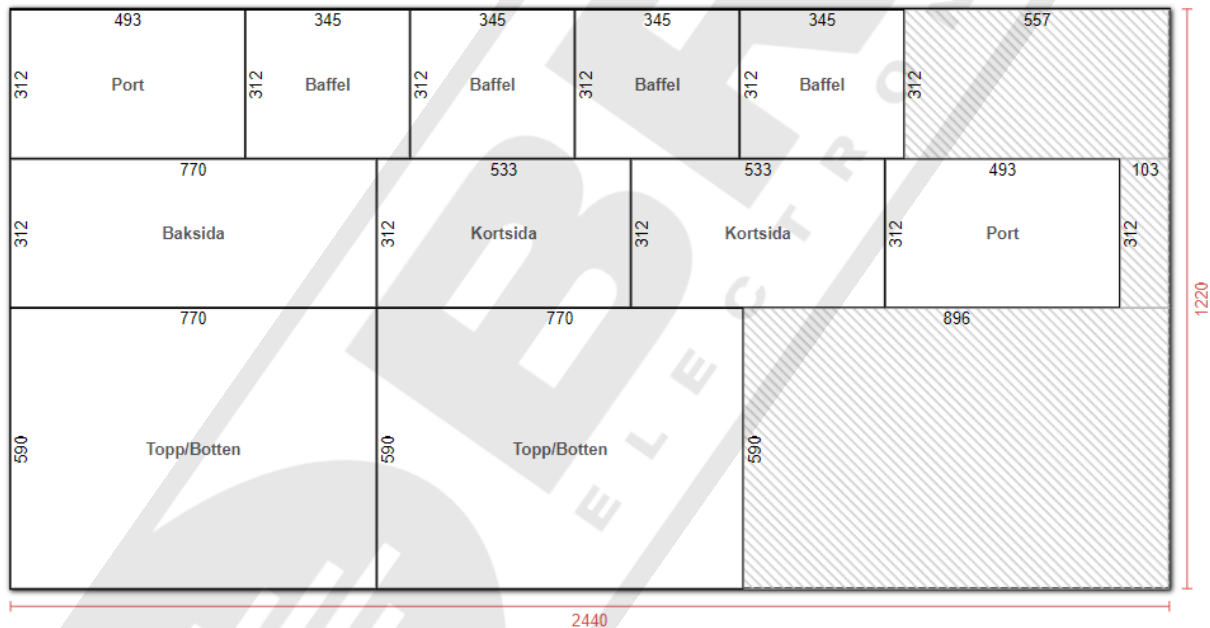 493 345 345 345 345 557
312 Port 312 Baffel 312 Baffel 312 Baffel 312 Baffel 312
770 533 533 493 103
312 Baksida 312 Kortsida 312 Kortsida 312 Port 312
770 770 896
590 Topp/Botten 590 Topp/Botten 590
1220
2440
ELECTRON